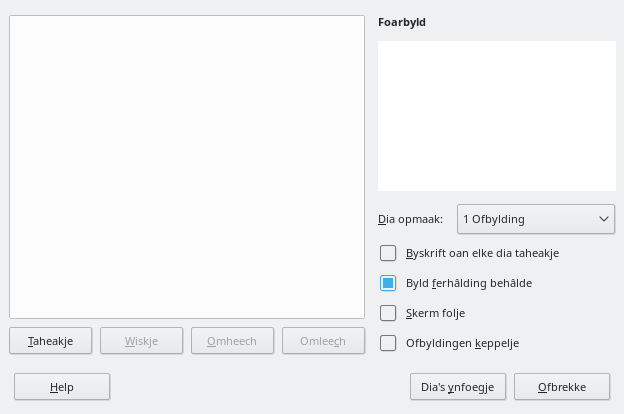 Foarbyld
Dia opmaak:
1 Ofbylding
Byskrift oan elke dia taheakje
Byld ferhâlding behâlde
Skerm folje
Ofbyldingen keppelje
Taheakje
Wiskje
Omheech
Omleech
Help
Dia's ynfoegje
Ofbrekke